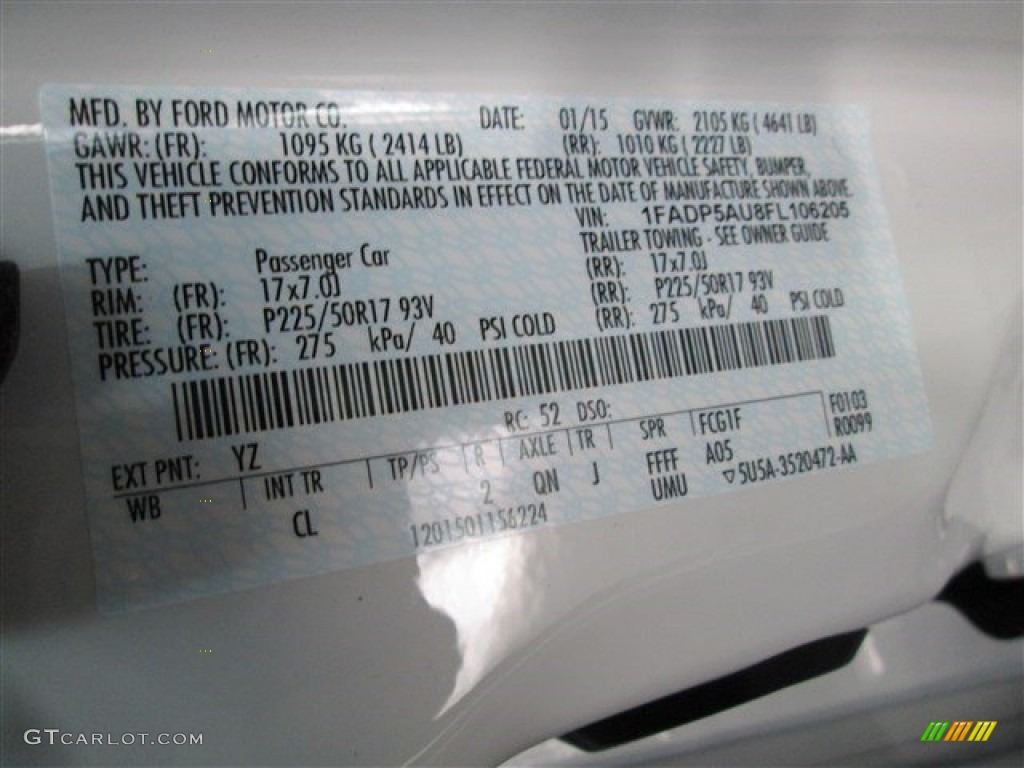 MFD. BY FORD MOTOR CO. DATE: 01/15 GVWR: 2105 KG ( 4641 LB)
GAWR: (FR): 1095 KG ( 2414 LB) (RR): 1010 KG ( 2227 LB)
THIS VEHICLE CONFORMS TO ALL APPLICABLE FEDERAL MOTOR VEHICLE SAFETY, BUMPER,
AND THEFT PREVENTION STANDARDS IN EFFECT ON THE DATE OF MANUFACTURE SHOWN ABOVE.
VIN: 1FADP5AU8FL106205
TYPE: Passenger Car TRAILER TOWING - SEE OWNER GUIDE
RIM: (FR): 17x7.0J (RR): 17x7.0J
TIRE: (FR): P225/50R17 93V (RR): P225/50R17 93V
PRESSURE: (FR): 275 kPa/ 40 PSI COLD (RR): 275 kPa/ 40 PSI COLD
EXT PNT: YZ RC: 52 DSO: F0103
WB INT TR TP/PS R AXLE TR SPR FCG1F R0099
CL 2 QN J FFFF A05
UMU ▽5U5A-3520472-AA
1201501156224
GTCARLOT.COM